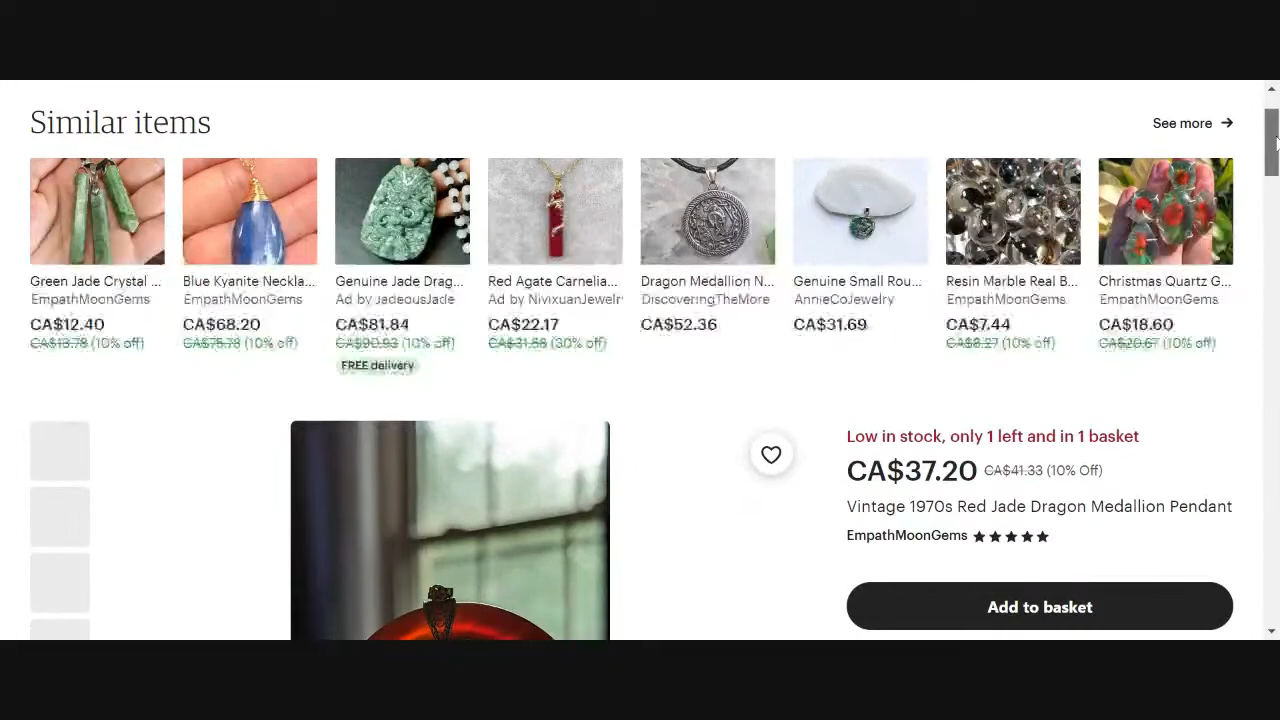 Similar items
See more →
Green Jade Crystal ...
EmpathMoonGems
CA$12.40
CA$13.78 (10% off)
Blue Kyanite Neckla...
EmpathMoonGems
CA$68.20
CA$75.78 (10% off)
Genuine Jade Drag...
Ad by JadeousJade
CA$81.84
CA$90.93 (10% off)
FREE delivery
Red Agate Carnelia...
Ad by NivixuanJewelr
CA$22.17
CA$31.56 (30% off)
Dragon Medallion N...
DiscoveringTheMore
CA$52.36
Genuine Small Rou...
AnnieCoJewelry
CA$31.69
Resin Marble Real B...
EmpathMoonGems
CA$7.44
CA$8.27 (10% off)
Christmas Quartz G...
EmpathMoonGems
CA$18.60
CA$20.67 (10% off)
Low in stock, only 1 left and in 1 basket
CA$37.20 CA$41.33 (10% Off)
Vintage 1970s Red Jade Dragon Medallion Pendant
EmpathMoonGems ★★★★★
Add to basket